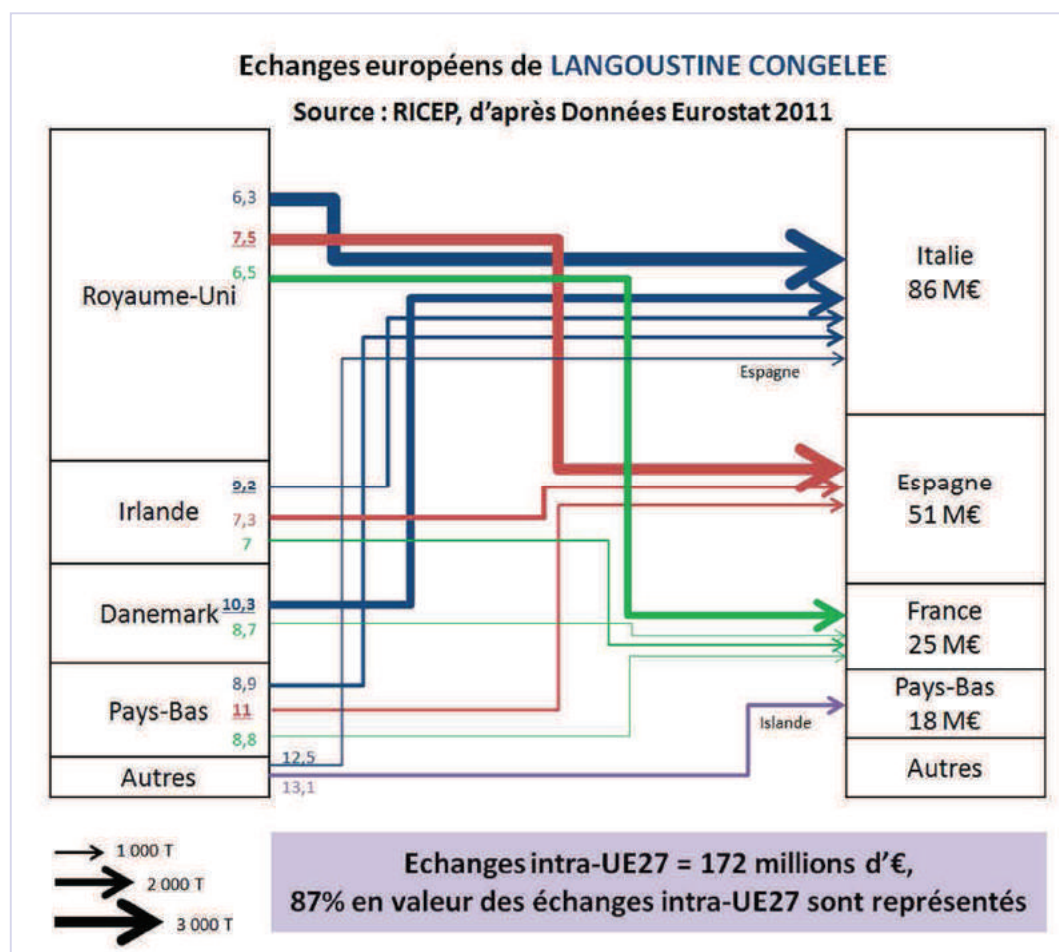 Echanges européens de LANGOUSTINE CONGELEE
Source : RICEP, d'après Données Eurostat 2011
Royaume-Uni
6,3
7,5
6,5
Irlande
9,2
7,3
7
Danemark
10,3
8,7
Pays-Bas
8,9
11
8,8
Autres
12,5
13,1
Espagne
Islande
Italie
86 M€
Espagne
51 M€
France
25 M€
Pays-Bas
18 M€
Autres
1 000 T
2 000 T
3 000 T
Echanges intra-UE27 = 172 millions d'€,
87% en valeur des échanges intra-UE27 sont représentés